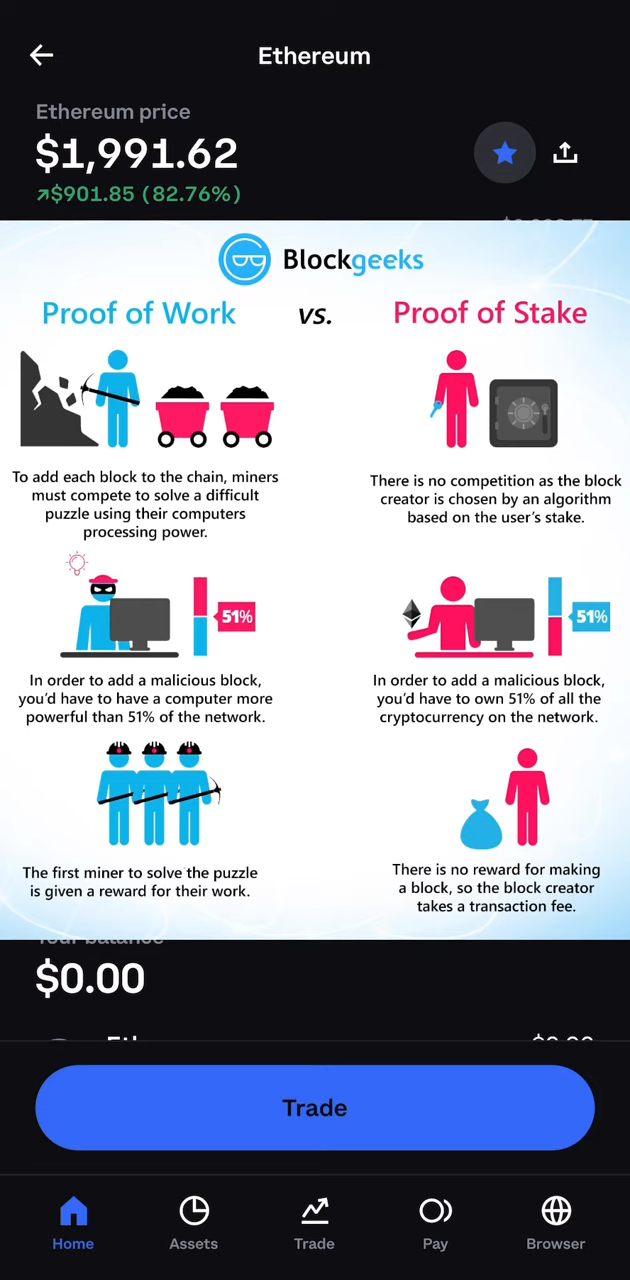 Ethereum
Ethereum price
$1,991.62
↗$901.85 (82.76%)
Blockgeeks
Proof of Work vs. Proof of Stake
To add each block to the chain, miners
must compete to solve a difficult
puzzle using their computers
processing power.
There is no competition as the block
creator is chosen by an algorithm
based on the user's stake.
51%
51%
In order to add a malicious block,
you'd have to have a computer more
powerful than 51% of the network.
In order to add a malicious block,
you'd have to own 51% of all the
cryptocurrency on the network.
The first miner to solve the puzzle
is given a reward for their work.
There is no reward for making
a block, so the block creator
takes a transaction fee.
Your balance
$0.00
Trade
Home
Assets
Trade
Pay
Browser